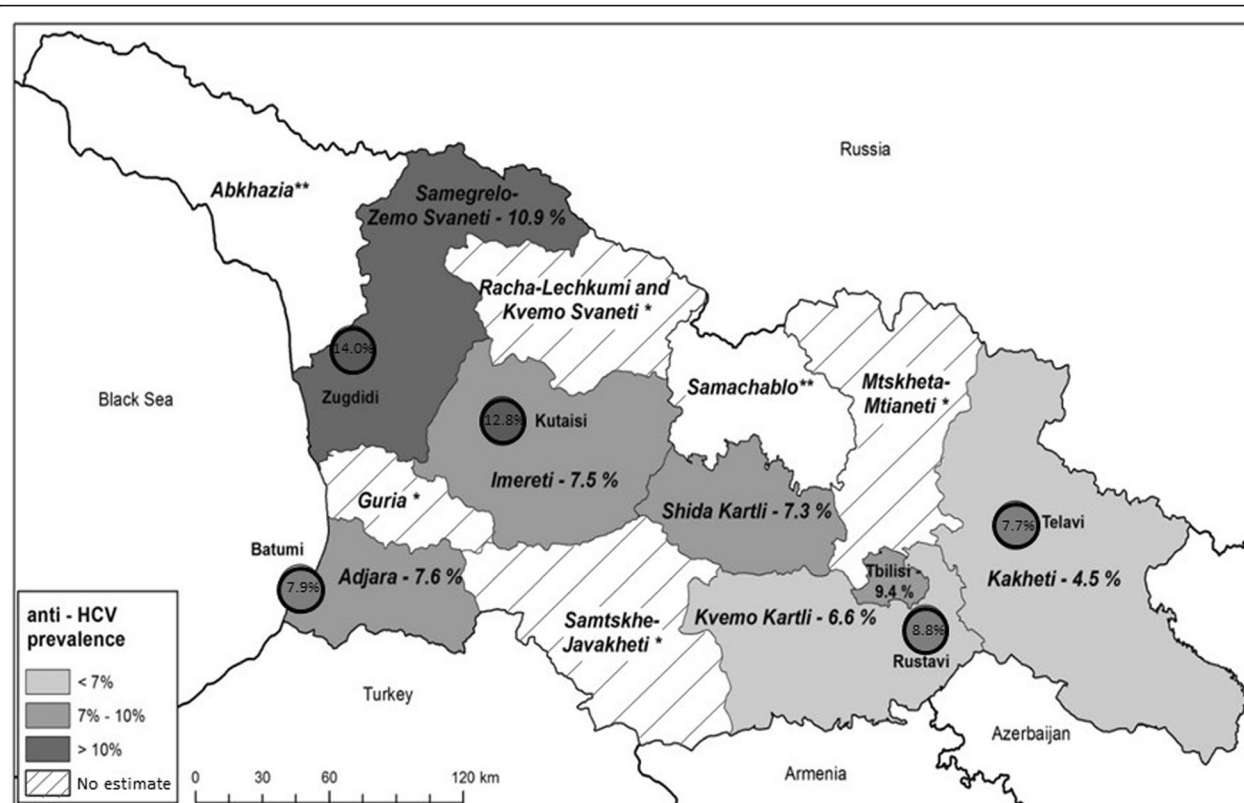 Russia
Abkhazia**
Samegrelo-
Zemo Svaneti - 10.9 %
Racha-Lechkumi and
Kvemo Svaneti *
14.0%
Zugdidi
Black Sea
Samachablo**
Mtskheta-
Mtianeti *
12.8%
Kutaisi
Imereti - 7.5 %
Guria *
Shida Kartli - 7.3 %
7.7%
Telavi
Kakheti - 4.5 %
Batumi
7.9%
Adjara - 7.6 %
Tbilisi -
9.4 %
Samtskhe-
Javakheti *
Kvemo Kartli - 6.6 %
8.8%
Rustavi
Turkey
Azerbaijan
Armenia
anti - HCV
prevalence
< 7%
7% - 10%
> 10%
No estimate
0 30 60 120 km